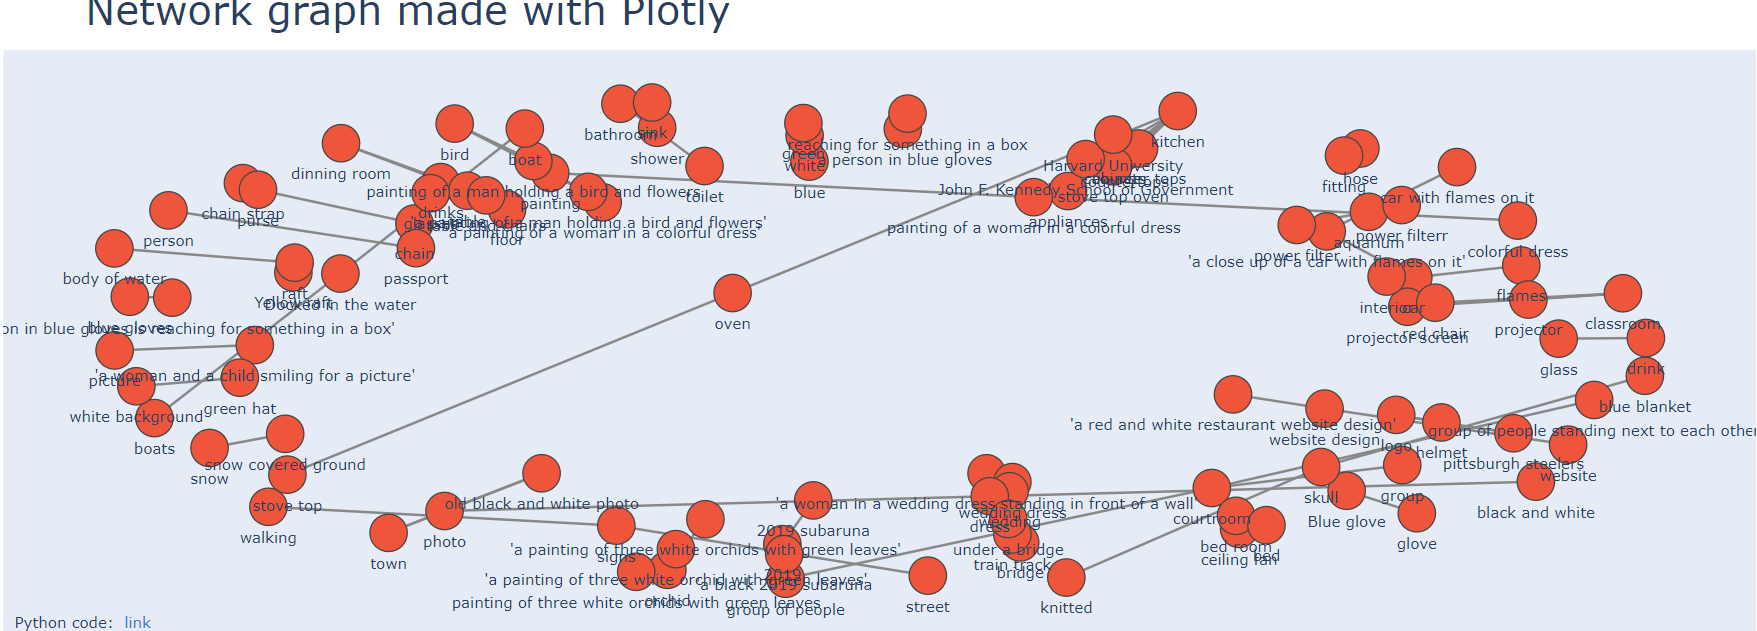 Network graph made with Plotly
bathroom
sink
bird
boat
shower
kitchen
reaching for something in a box
green
a person in blue gloves
white
blue
Harvard University
dinning room
toilet
fitting
hose
car with flames on it
painting of a man holding a bird and flowers
John F. Kennedy School of Government
stove top oven
countertops
chain strap
purse
drinks
painting
appliances
painting of a woman in a colorful dress
'a painting of a woman in a colorful dress'
floor
person
power filterr
aquarium
power filter
colorful dress
'a close up of a car with flames on it'
chain
passport
body of water
raft
Yellow raft
Docked in the water
flames
interior
car
oven
blue gloves
on in blue gloves is reaching for something in a box'
projector screen
red chair
projector
classroom
glass
drink
picture
'a woman and a child smiling for a picture'
white background
green hat
blue blanket
'a red and white restaurant website design'
website design
logo
helmet
group of people standing next to each other
boats
snow covered ground
snow
pittsburgh steelers
website
stove top
old black and white photo
'a woman in a wedding dress standing in front of a wall'
wedding dress
dress
wedding
skull
group
black and white
walking
town
photo
signs
2019 subaruna
courtroom
Blue glove
glove
'a painting of three white orchids with green leaves'
under a bridge
train track
bridge
bed room
ceiling fan
bed
'a painting of three white orchid with green leaves'
2019
a black 2019 subaruna
orchid
painting of three white orchids with green leaves
group of people
street
knitted
Python code: link